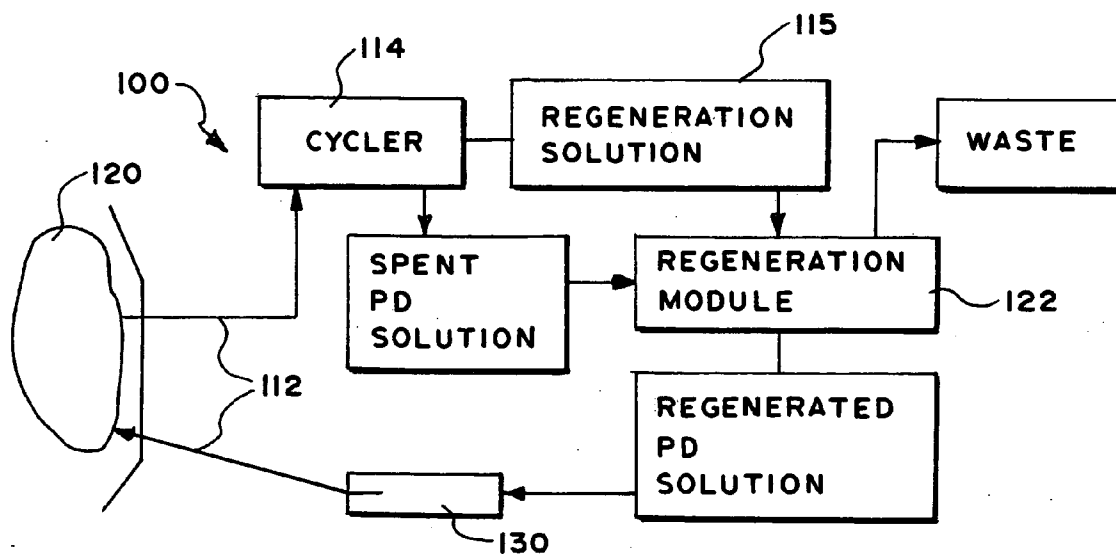 114
115
100
CYCLER
REGENERATION
SOLUTION
WASTE
120
SPENT
PD
SOLUTION
REGENERATION
MODULE
122
112
REGENERATED
PD
SOLUTION
130